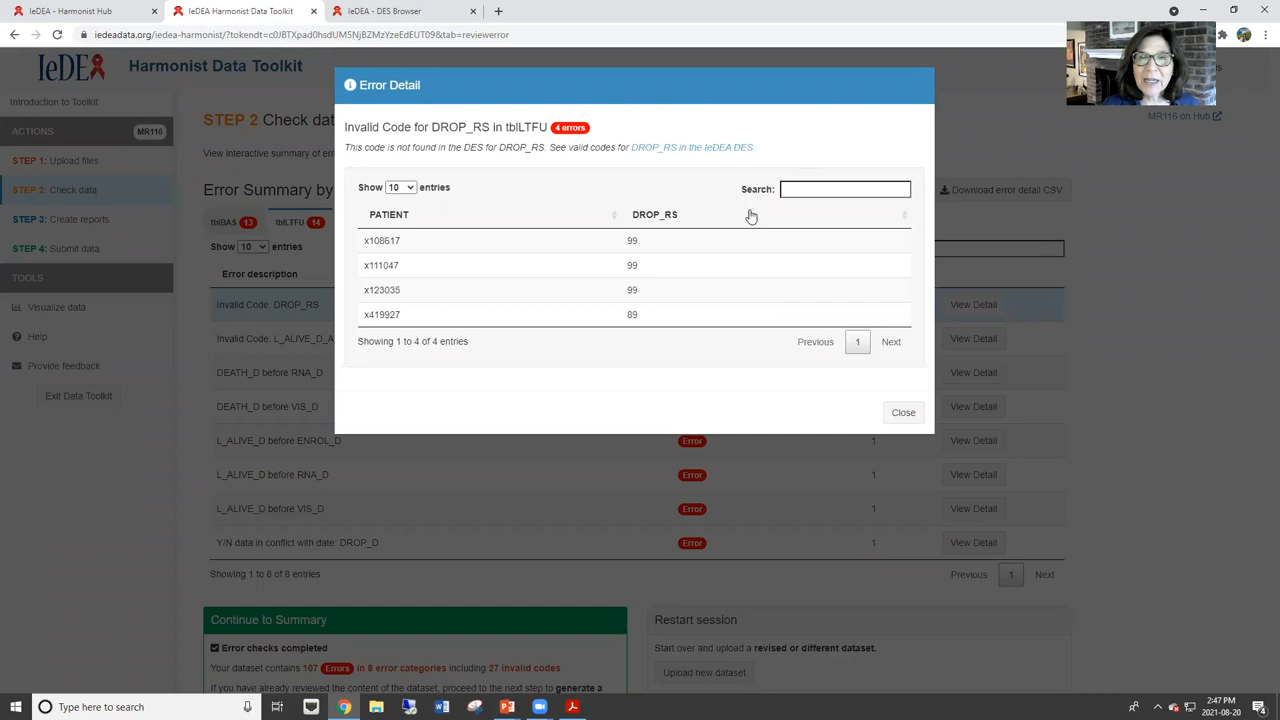 IeDEA - Harmonist Hub
IeDEA - Harmonist Data Toolkit
IeDEA - DES Browser
iedeadata.org/iedea-harmonist/?
IeDEA
Harmonist Data Toolkit
MR116 on Hub
Introduction to Toolkit
ACTIONS
MR116
STEP 1: Upload files
STEP 2: Check data
STEP 3: Create reports
STEP 4: Submit data
TOOLS
Visualize data
Help
Provide feedback
Exit Data Toolkit
STEP 2 Check dat
View interactive summary of er
Error Summary by
Download error detail CSV
tblBAS 13
tblLTFU 14
Show 10 entries
Error description
Invalid Code: DROP_RS
View Detail
Invalid Code: L_ALIVE_D_A
View Detail
DEATH_D before RNA_D
View Detail
DEATH_D before VIS_D
View Detail
L_ALIVE_D before ENROL_D
Error
1
View Detail
L_ALIVE_D before RNA_D
Error
1
View Detail
L_ALIVE_D before VIS_D
Error
1
View Detail
Y/N data in conflict with date: DROP_D
Error
1
View Detail
Showing 1 to 8 of 8 entries
Previous 1 Next
Error Detail
Invalid Code for DROP_RS in tblLTFU 4 errors
This code is not found in the DES for DROP_RS. See valid codes for DROP_RS in the IeDEA DES.
Show 10 entries
Search:
PATIENT DROP_RS
x108617 99
x111047 99
x123035 99
x419927 89
Showing 1 to 4 of 4 entries
Previous 1 Next
Close
Continue to Summary
Error checks completed
Your dataset contains 107 Errors in 8 error categories including 27 invalid codes
If you have already reviewed the content of the dataset, proceed to the next step to generate a
Restart session
Start over and upload a revised or different dataset.
Upload new dataset
Type here to search
2:47 PM
2021-08-20